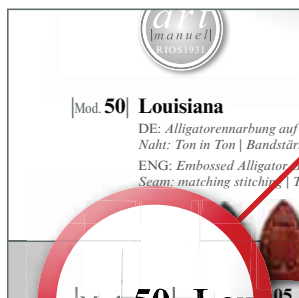 art
|manuel|
RIOS1931
|Mod. 50| Louisiana
DE: Alligatorennarbung auf
Naht: Ton in Ton | Bandstär
ENG: Embossed Alligator
Seam: matching stitching | T
50| Lou
05